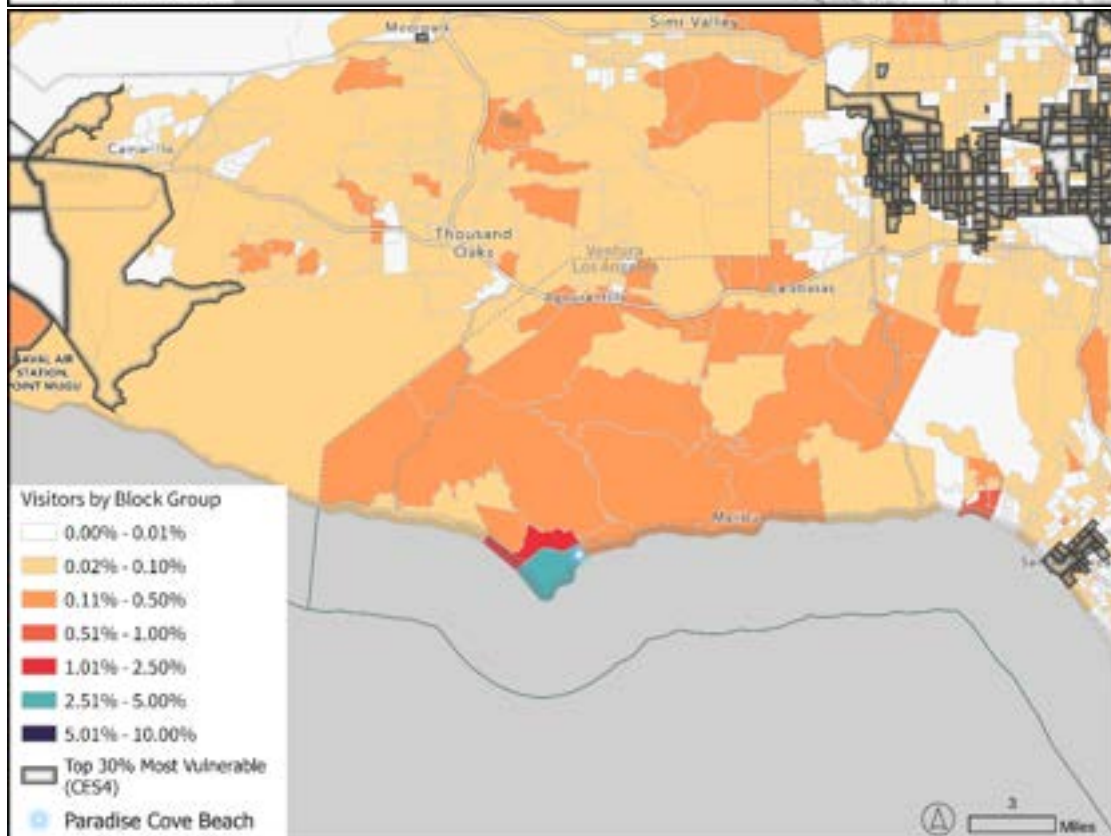 Simi Valley
Moorpark
Camarillo
Thousand
Oaks
Ventura
Los Angeles
Agoura Hills
Calabasas
NAVAL AIR
STATION,
POINT MUGU
Malibu
Visitors by Block Group
0.00% - 0.01%
0.02% - 0.10%
0.11% - 0.50%
0.51% - 1.00%
1.01% - 2.50%
2.51% - 5.00%
5.01% - 10.00%
Top 30% Most Vulnerable
(CES4)
Paradise Cove Beach
3
Miles